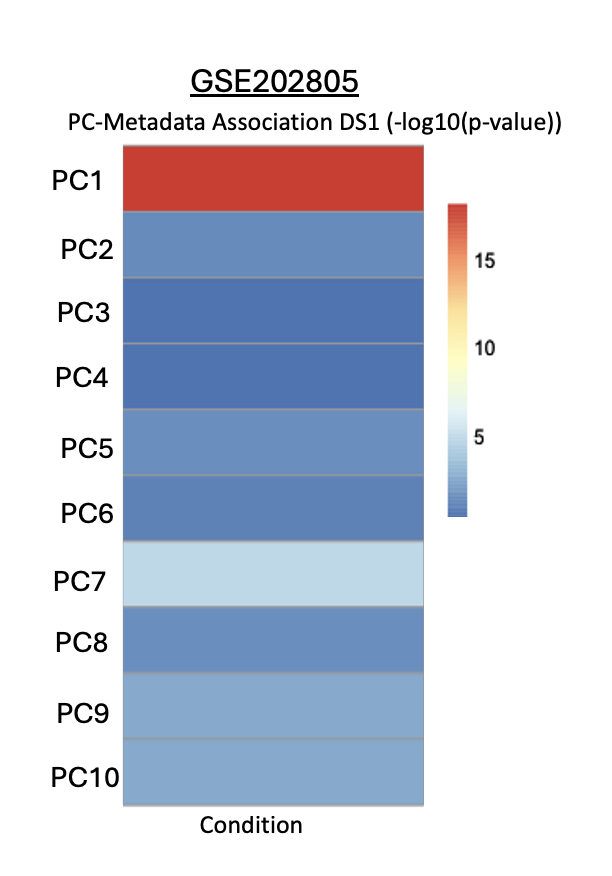 GSE202805
PC-Metadata Association DS1 (-log10(p-value))
PC1
PC2
PC3
PC4
PC5
PC6
PC7
PC8
PC9
PC10
15
10
5
Condition